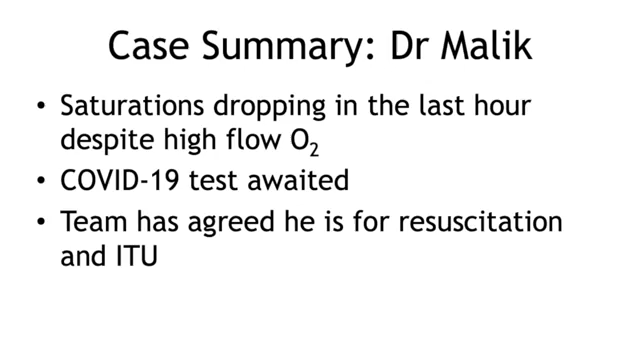 Case Summary: Dr Malik
• Saturations dropping in the last hour
despite high flow O₂
• COVID-19 test awaited
• Team has agreed he is for resuscitation
and ITU